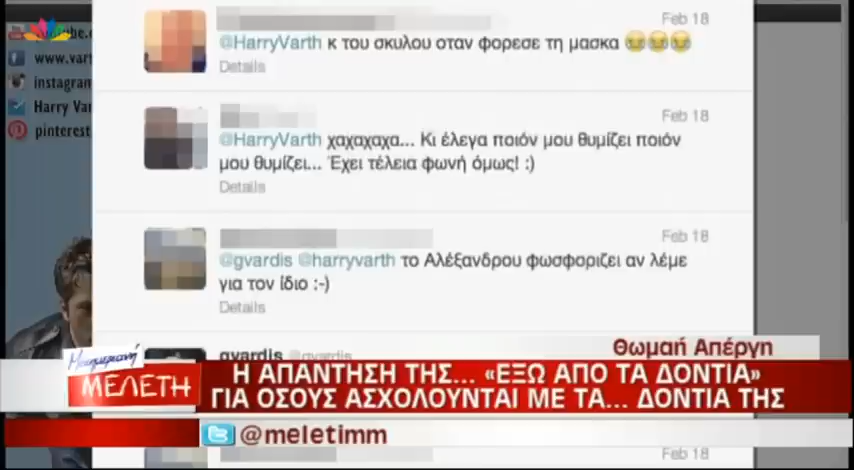 Feb 18
@HarryVarth κ του σκυλου οταν φορεσε τη μασκα 😂😂😂
Details
Feb 18
@HarryVarth χαχαχαχα... Κι έλεγα ποιόν μου θυμίζει ποιόν
μου θυμίζει... Έχει τέλεια φωνή όμως! :)
Details
Feb 18
@gvardis @harryvarth το Αλέξανδρου φωσφοριζει αν λέμε
για τον ίδιο :-)
Details
gvardis @gvardis
www.vart
instagram
Harry Var
pinterest
Θωμαή Απέργη
Μεσημεριανή
ΜΕΛΕΤΗ
Η ΑΠΑΝΤΗΣΗ ΤΗΣ... «ΕΞΩ ΑΠΟ ΤΑ ΔΟΝΤΙΑ»
ΓΙΑ ΟΣΟΥΣ ΑΣΧΟΛΟΥΝΤΑΙ ΜΕ ΤΑ... ΔΟΝΤΙΑ ΤΗΣ
@meletimm
Feb 18